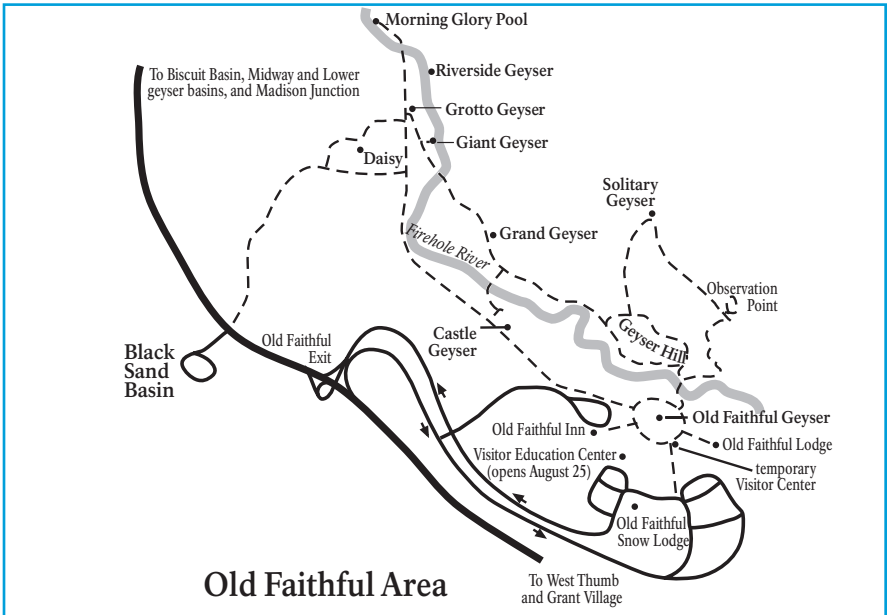 Morning Glory Pool
To Biscuit Basin, Midway and Lower
geyser basins, and Madison Junction
Riverside Geyser
Grotto Geyser
Giant Geyser
Daisy
Solitary
Geyser
Grand Geyser
Firehole River
Observation
Point
Old Faithful
Exit
Castle
Geyser
Geyser Hill
Black
Sand
Basin
Old Faithful Geyser
Old Faithful Inn
Old Faithful Lodge
Visitor Education Center
(opens August 25)
temporary
Visitor Center
Old Faithful
Snow Lodge
Old Faithful Area
To West Thumb
and Grant Village